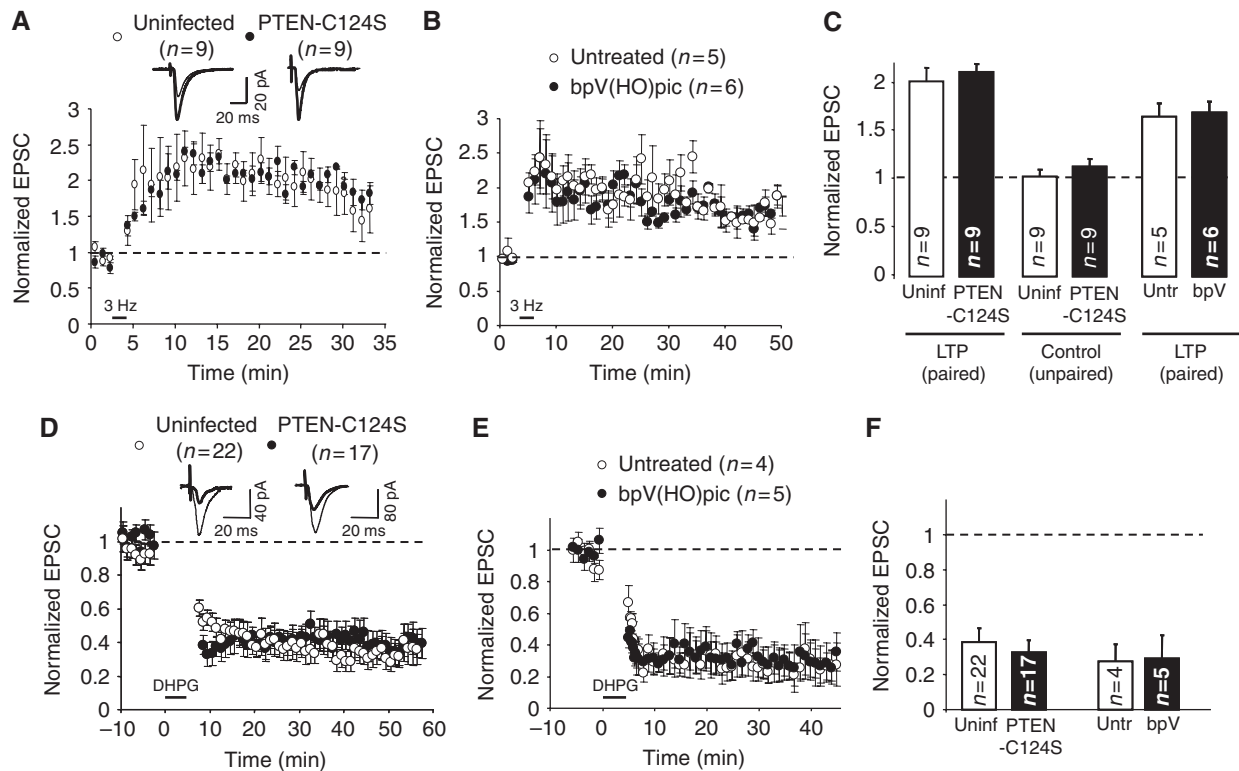 A
Uninfected PTEN-C124S
(n=9) (n=9)
20 ms
20 pA
Normalized EPSC
3
2.5
2
1.5
1
0.5
0
3 Hz
0 5 10 15 20 25 30 35
Time (min)
B
Untreated (n=5)
bpV(HO)pic (n=6)
Normalized EPSC
3
2.5
2
1.5
1
0.5
0
3 Hz
0 10 20 30 40 50
Time (min)
C
Normalized EPSC
2
1.5
1
0.5
0
n=9 n=9 n=9 n=9 n=5 n=6
Uninf PTEN Uninf PTEN Untr bpV
-C124S -C124S
LTP Control LTP
(paired) (unpaired) (paired)
D
Uninfected PTEN-C124S
(n=22) (n=17)
20 ms
40 pA
20 ms
80 pA
Normalized EPSC
1
0.8
0.6
0.4
0.2
0
DHPG
–10 0 10 20 30 40 50 60
Time (min)
E
Untreated (n=4)
bpV(HO)pic (n=5)
Normalized EPSC
1
0.8
0.6
0.4
0.2
0
DHPG
–10 0 10 20 30 40
Time (min)
F
Normalized EPSC
1
0.8
0.6
0.4
0.2
0
n=22 n=17 n=4 n=5
Uninf PTEN Untr bpV
-C124S